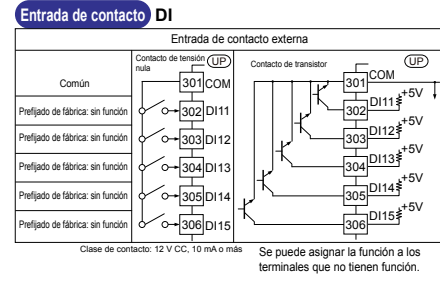 Entrada de contacto DI
Entrada de contacto externa
Contacto de tensión nula
UP
Contacto de transistor
UP
Común
301 COM
301 COM
Prefijado de fábrica: sin función
302 DI11
302 DI11 +5V
Prefijado de fábrica: sin función
303 DI12
303 DI12 +5V
Prefijado de fábrica: sin función
304 DI13
304 DI13 +5V
Prefijado de fábrica: sin función
305 DI14
305 DI14 +5V
Prefijado de fábrica: sin función
306 DI15
306 DI15 +5V
Clase de contacto: 12 V CC, 10 mA o más
Se puede asignar la función a los
terminales que no tienen función.